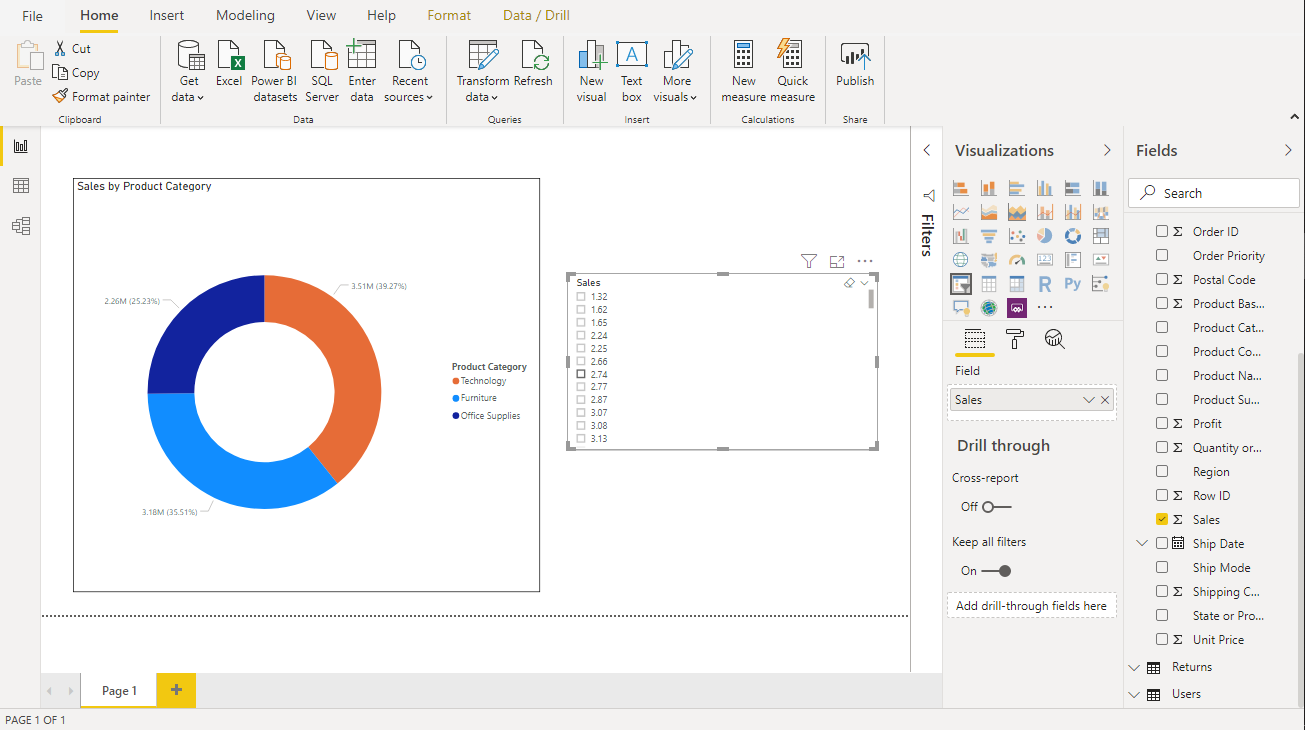 File Home Insert Modeling View Help Format Data / Drill
Paste
Cut
Copy
Format painter
Clipboard
Get data
Excel
Power BI datasets
SQL Server
Enter data
Recent sources
Data
Transform data
Refresh
Queries
New visual
Text box
More visuals
Insert
New measure
Quick measure
Calculations
Publish
Share
Sales by Product Category
3.51M (39.27%)
2.26M (25.23%)
3.18M (35.51%)
Product Category
Technology
Furniture
Office Supplies
Sales
1.32
1.62
1.65
2.24
2.25
2.66
2.74
2.77
2.87
3.07
3.08
3.13
Filters
Visualizations
R
Py
Field
Sales
Drill through
Cross-report
Off
Keep all filters
On
Add drill-through fields here
Fields
Search
Order ID
Order Priority
Postal Code
Product Bas...
Product Cat...
Product Co...
Product Na...
Product Su...
Profit
Quantity or...
Region
Row ID
Sales
Ship Date
Ship Mode
Shipping C...
State or Pro...
Unit Price
Returns
Users
Page 1
PAGE 1 OF 1